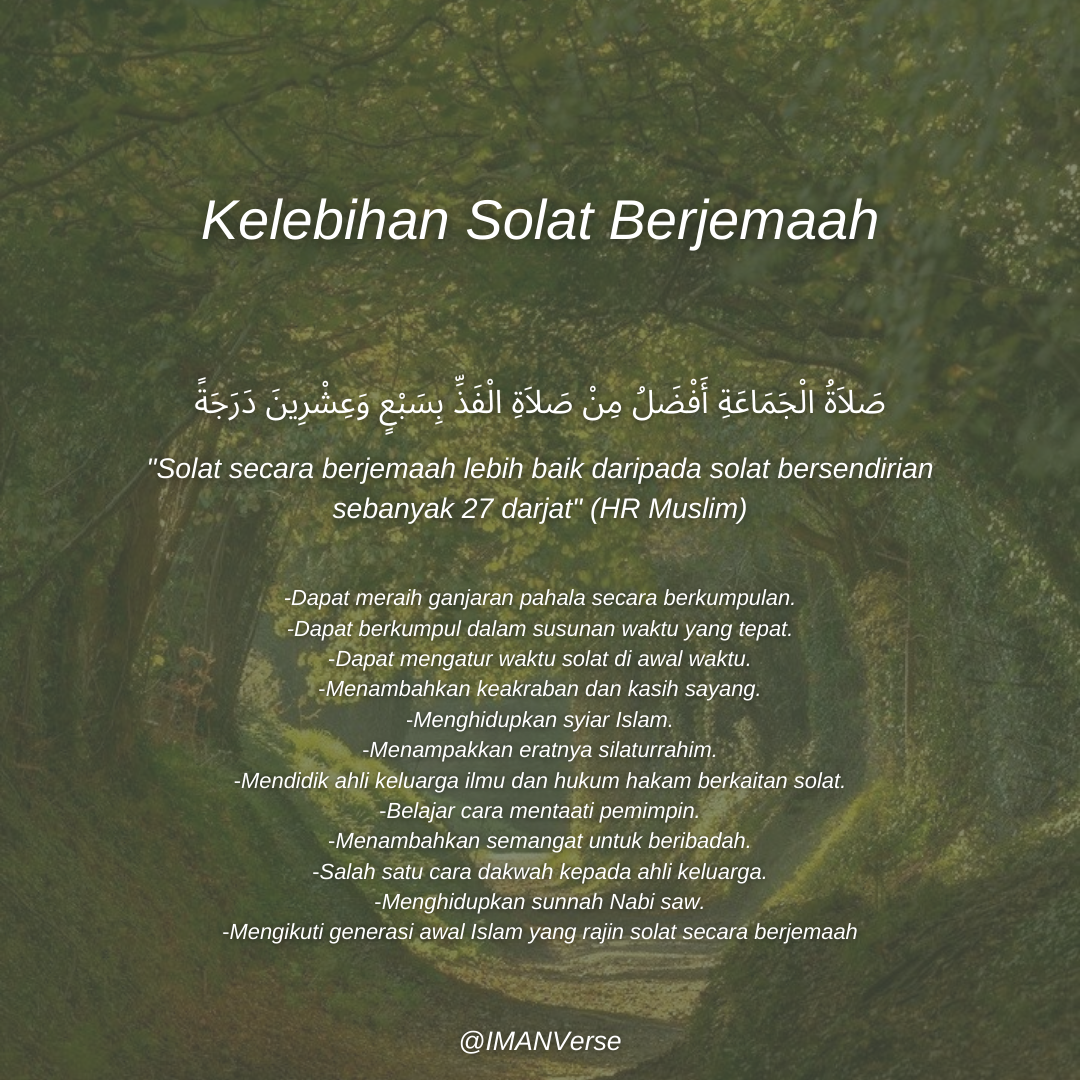 Kelebihan Solat Berjemaah
صَلاَةُ الْجَمَاعَةِ أَفْضَلُ مِنْ صَلاَةِ الْفَذِّ بِسَبْعٍ وَعِشْرِينَ دَرَجَةً
"Solat secara berjemaah lebih baik daripada solat bersendirian
sebanyak 27 darjat" (HR Muslim)
-Dapat meraih ganjaran pahala secara berkumpulan.
-Dapat berkumpul dalam susunan waktu yang tepat.
-Dapat mengatur waktu solat di awal waktu.
-Menambahkan keakraban dan kasih sayang.
-Menghidupkan syiar Islam.
-Menampakkan eratnya silaturrahim.
-Mendidik ahli keluarga ilmu dan hukum hakam berkaitan solat.
-Belajar cara mentaati pemimpin.
-Menambahkan semangat untuk beribadah.
-Salah satu cara dakwah kepada ahli keluarga.
-Menghidupkan sunnah Nabi saw.
-Mengikuti generasi awal Islam yang rajin solat secara berjemaah
@IMANVerse